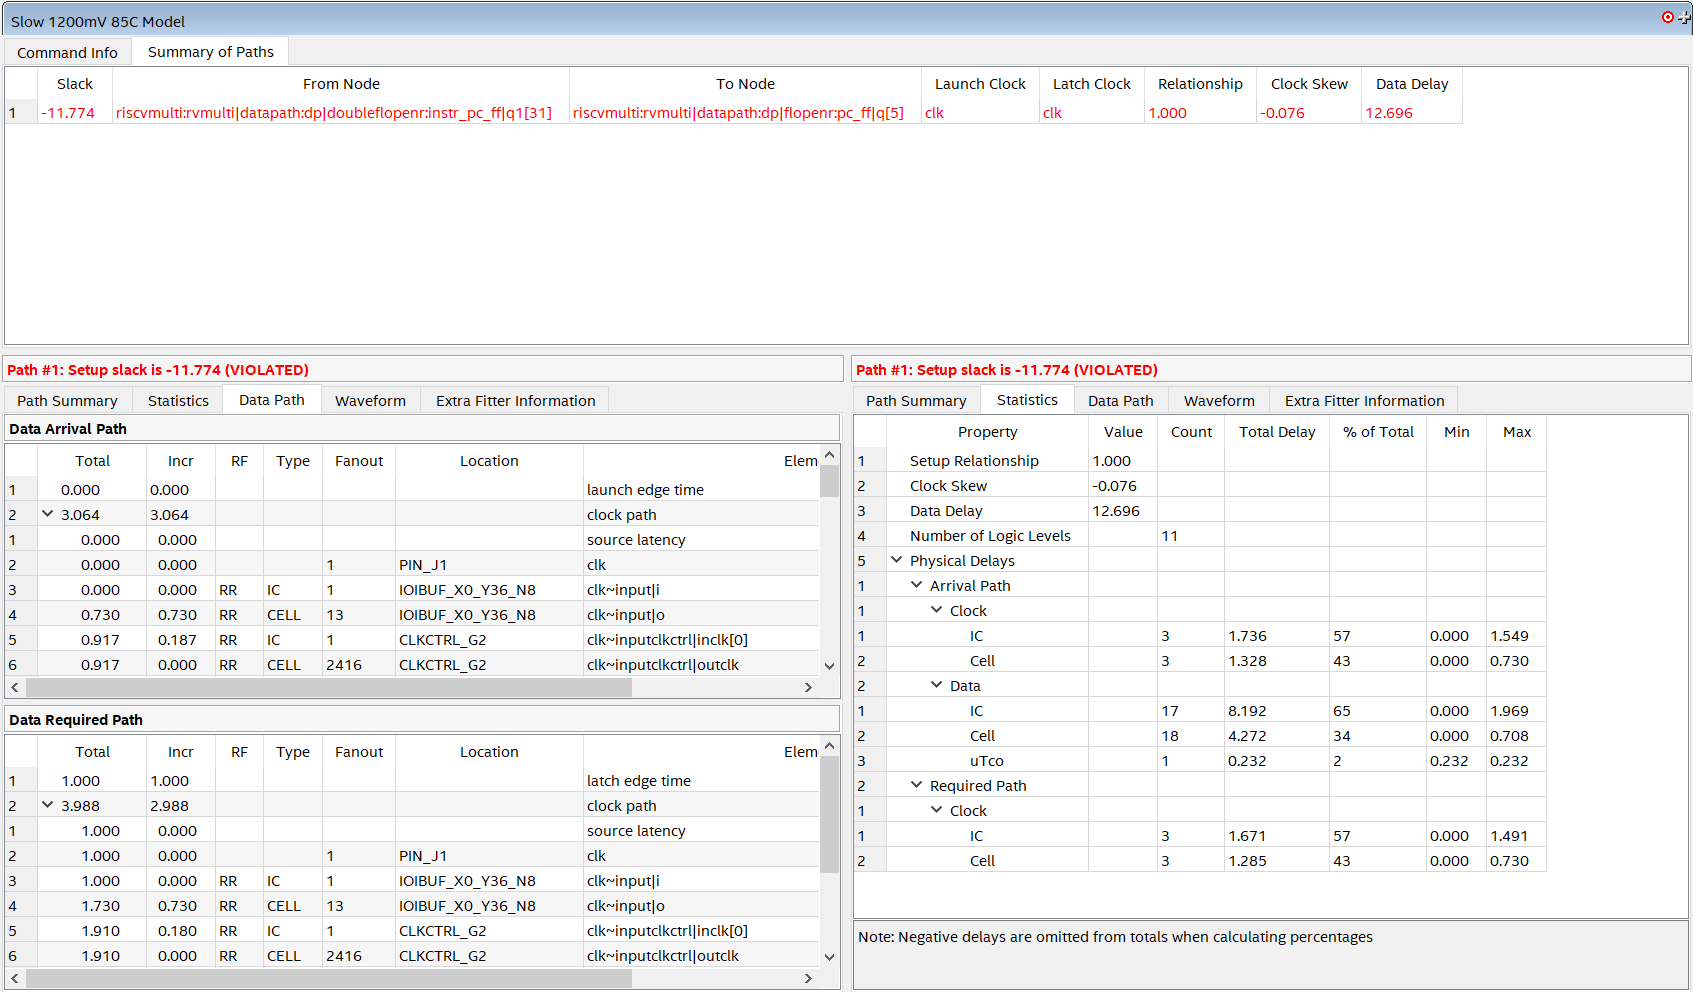 Slow 1200mV 85C Model
Command Info Summary of Paths
Slack From Node To Node Launch Clock Latch Clock Relationship Clock Skew Data Delay
1 -11.774 riscvmulti:rvmulti|datapath:dp|doubleflopenr:instr_pc_ff|q1[31] riscvmulti:rvmulti|datapath:dp|flopenr:pc_ff|q[5] clk clk 1.000 -0.076 12.696
Path #1: Setup slack is -11.774 (VIOLATED)
Path Summary Statistics Data Path Waveform Extra Fitter Information
Data Arrival Path
Total Incr RF Type Fanout Location Elem
1 0.000 0.000 launch edge time
2 3.064 3.064 clock path
1 0.000 0.000 source latency
2 0.000 0.000 1 PIN_J1 clk
3 0.000 0.000 RR IC 1 IOIBUF_X0_Y36_N8 clk~input|i
4 0.730 0.730 RR CELL 13 IOIBUF_X0_Y36_N8 clk~input|o
5 0.917 0.187 RR IC 1 CLKCTRL_G2 clk~inputclkctrl|inclk[0]
6 0.917 0.000 RR CELL 2416 CLKCTRL_G2 clk~inputclkctrl|outclk
Data Required Path
Total Incr RF Type Fanout Location Elem
1 1.000 1.000 latch edge time
2 3.988 2.988 clock path
1 1.000 0.000 source latency
2 1.000 0.000 1 PIN_J1 clk
3 1.000 0.000 RR IC 1 IOIBUF_X0_Y36_N8 clk~input|i
4 1.730 0.730 RR CELL 13 IOIBUF_X0_Y36_N8 clk~input|o
5 1.910 0.180 RR IC 1 CLKCTRL_G2 clk~inputclkctrl|inclk[0]
6 1.910 0.000 RR CELL 2416 CLKCTRL_G2 clk~inputclkctrl|outclk
Path #1: Setup slack is -11.774 (VIOLATED)
Path Summary Statistics Data Path Waveform Extra Fitter Information
Property Value Count Total Delay % of Total Min Max
1 Setup Relationship 1.000
2 Clock Skew -0.076
3 Data Delay 12.696
4 Number of Logic Levels 11
5 Physical Delays
1 Arrival Path
1 Clock
1 IC 3 1.736 57 0.000 1.549
2 Cell 3 1.328 43 0.000 0.730
2 Data
1 IC 17 8.192 65 0.000 1.969
2 Cell 18 4.272 34 0.000 0.708
3 uTco 1 0.232 2 0.232 0.232
2 Required Path
1 Clock
1 IC 3 1.671 57 0.000 1.491
2 Cell 3 1.285 43 0.000 0.730
Note: Negative delays are omitted from totals when calculating percentages